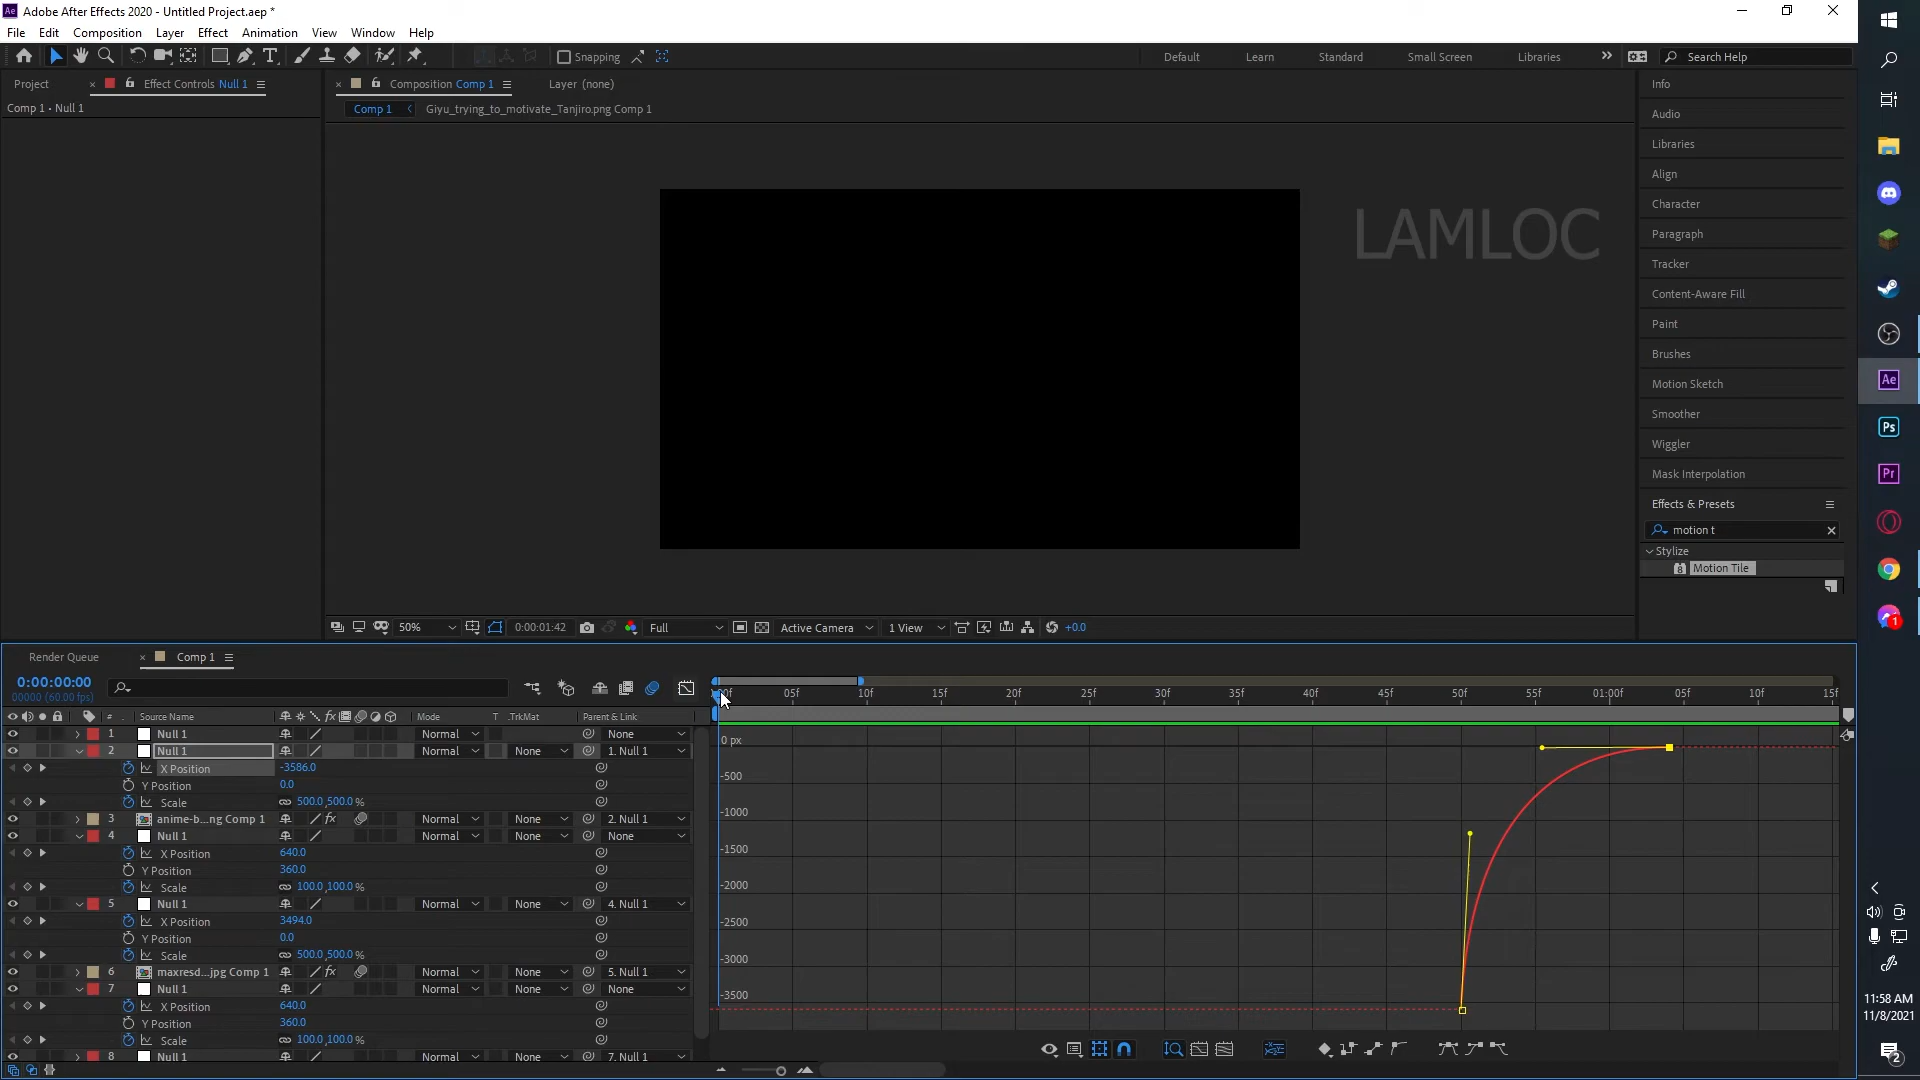 Ae Adobe After Effects 2020 - Untitled Project.aep *
File Edit Composition Layer Effect Animation View Window Help
Snapping Default Learn Standard Small Screen Libraries Search Help
Project Effect Controls Null 1
Comp 1 • Null 1
Composition Comp 1 Layer (none)
Comp 1 Giyu_trying_to_motivate_Tanjiro.png Comp 1
LAMLOC
Info
Audio
Libraries
Align
Character
Paragraph
Tracker
Content-Aware Fill
Paint
Brushes
Motion Sketch
Smoother
Wiggler
Mask Interpolation
Effects & Presets
motion t
Stylize
Motion Tile
50% 0:00:01:42 Full Active Camera 1 View +0.0
Render Queue Comp 1
0:00:00:00
00000 (60.00 fps)
05f 10f 15f 20f 25f 30f 35f 40f 45f 50f 55f 01:00f 05f 10f 15f
# Source Name Mode T .TrkMat Parent & Link
1 Null 1 Normal None
2 Null 1 Normal None 1. Null 1
X Position -3586.0
Y Position 0.0
Scale 500.0,500.0 %
3 anime-b...ng Comp 1 Normal None 2. Null 1
4 Null 1 Normal None None
X Position 640.0
Y Position 360.0
Scale 100.0,100.0 %
5 Null 1 Normal None 4. Null 1
X Position 3494.0
Y Position 0.0
Scale 500.0,500.0 %
6 maxresd...jpg Comp 1 Normal None 5. Null 1
7 Null 1 Normal None None
X Position 640.0
Y Position 360.0
Scale 100.0,100.0 %
8 Null 1 Normal None 7. Null 1
0 px
-500
-1000
-1500
-2000
-2500
-3000
-3500
Ae
Ps
Pr
1
11:58 AM
11/8/2021
2